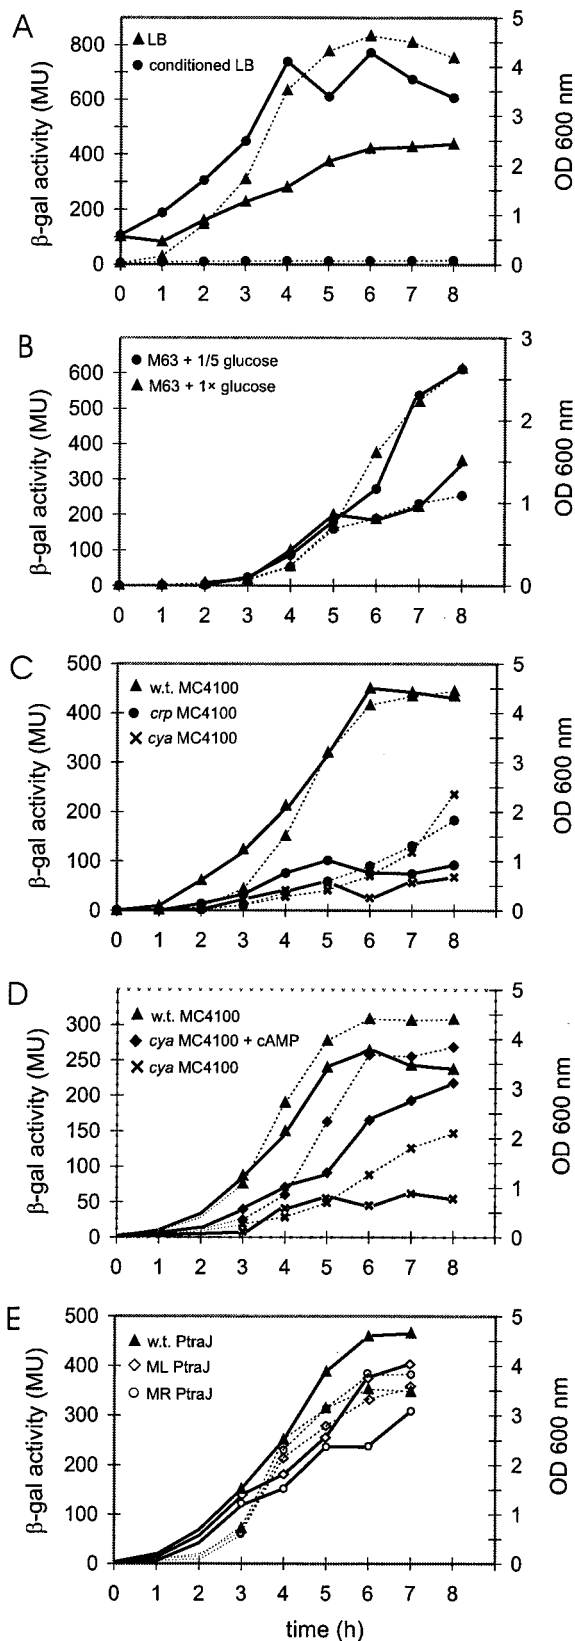 A
β-gal activity (MU)
800
600
400
200
0
LB
conditioned LB
5
4
3
2
1
0
OD 600 nm
0 1 2 3 4 5 6 7 8
B
β-gal activity (MU)
600
500
400
300
200
100
0
M63 + 1/5 glucose
M63 + 1× glucose
3
2
1
0
OD 600 nm
0 1 2 3 4 5 6 7 8
C
β-gal activity (MU)
500
400
300
200
100
0
w.t. MC4100
crp MC4100
cya MC4100
5
4
3
2
1
0
OD 600 nm
0 1 2 3 4 5 6 7 8
D
β-gal activity (MU)
300
250
200
150
100
50
0
w.t. MC4100
cya MC4100 + cAMP
cya MC4100
5
4
3
2
1
0
OD 600 nm
0 1 2 3 4 5 6 7 8
E
β-gal activity (MU)
500
400
300
200
100
0
w.t. PtraJ
ML PtraJ
MR PtraJ
5
4
3
2
1
0
OD 600 nm
0 1 2 3 4 5 6 7 8
time (h)